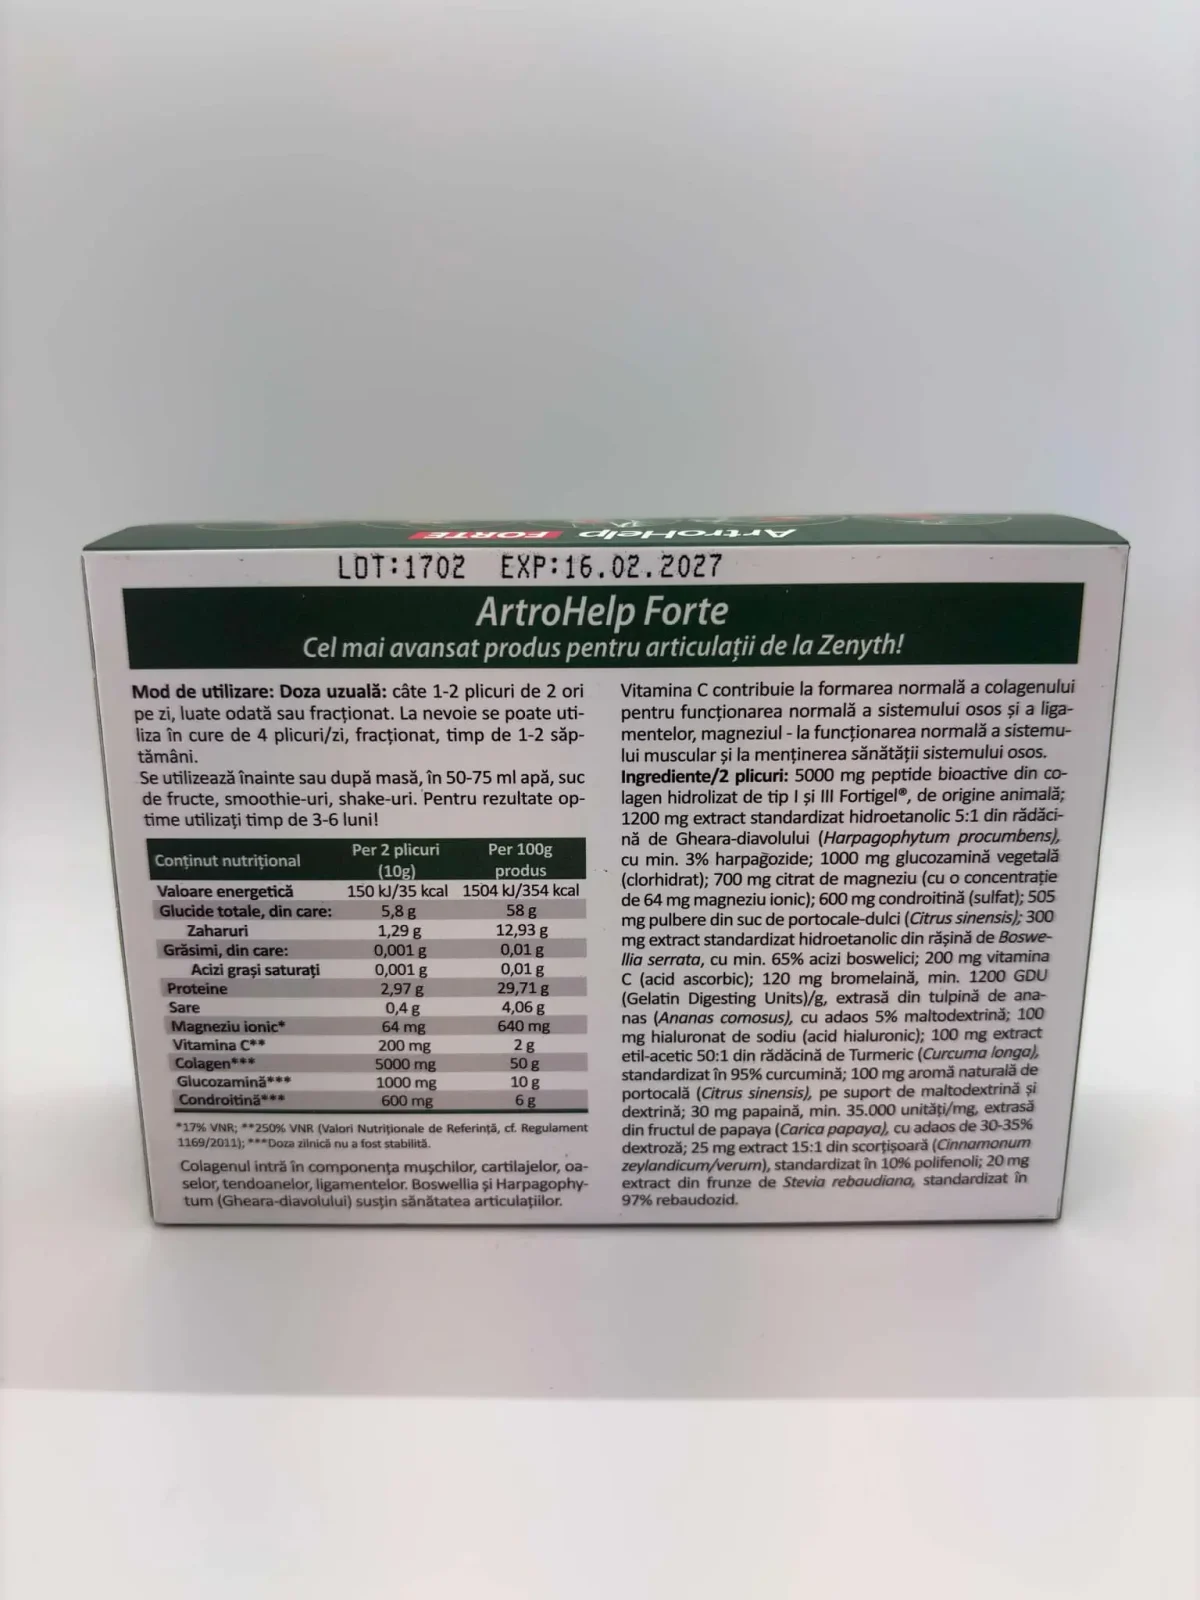 ArtroHelp FORTE
LOT:1702 EXP:16.02.2027
ArtroHelp Forte
Cel mai avansat produs pentru articulații de la Zenyth!
Mod de utilizare: Doza uzuală: câte 1-2 plicuri de 2 ori
pe zi, luate odată sau fracționat. La nevoie se poate uti-
liza în cure de 4 plicuri/zi, fracționat, timp de 1-2 săp-
tămâni.
Se utilizează înainte sau după masă, în 50-75 ml apă, suc
de fructe, smoothie-uri, shake-uri. Pentru rezultate op-
time utilizați timp de 3-6 luni!
Conținut nutrițional Per 2 plicuri (10g) Per 100g produs
Valoare energetică 150 kJ/35 kcal 1504 kJ/354 kcal
Glucide totale, din care: 5,8 g 58 g
Zaharuri 1,29 g 12,93 g
Grăsimi, din care: 0,001 g 0,01 g
Acizi grași saturați 0,001 g 0,01 g
Proteine 2,97 g 29,71 g
Sare 0,4 g 4,06 g
Magneziu ionic* 64 mg 640 mg
Vitamina C** 200 mg 2 g
Colagen*** 5000 mg 50 g
Glucozamină*** 1000 mg 10 g
Condroitină*** 600 mg 6 g
*17% VNR; **250% VNR (Valori Nutriționale de Referință, cf. Regulament
1169/2011); ***Doza zilnică nu a fost stabilită.
Colagenul intră în componența mușchilor, cartilajelor, oa-
selor, tendoanelor, ligamentelor. Boswellia și Harpagophy-
tum (Gheara-diavolului) susțin sănătatea articulațiilor.
Vitamina C contribuie la formarea normală a colagenului
pentru funcționarea normală a sistemului osos și a liga-
mentelor, magneziul - la funcționarea normală a sistemu-
lui muscular și la menținerea sănătății sistemului osos.
Ingrediente/2 plicuri: 5000 mg peptide bioactive din co-
lagen hidrolizat de tip I și III Fortigel®, de origine animală;
1200 mg extract standardizat hidroetanolic 5:1 din rădăci-
nă de Gheara-diavolului (Harpagophytum procumbens),
cu min. 3% harpagozide; 1000 mg glucozamină vegetală
(clorhidrat); 700 mg citrat de magneziu (cu o concentrație
de 64 mg magneziu ionic); 600 mg condroitină (sulfat); 505
mg pulbere din suc de portocale-dulci (Citrus sinensis); 300
mg extract standardizat hidroetanolic din rășină de Boswe-
llia serrata, cu min. 65% acizi boswelici; 200 mg vitamina
C (acid ascorbic); 120 mg bromelaină, min. 1200 GDU
(Gelatin Digesting Units)/g, extrasă din tulpină de ana-
nas (Ananas comosus), cu adaos 5% maltodextrină; 100
mg hialuronat de sodiu (acid hialuronic); 100 mg extract
etil-acetic 50:1 din rădăcină de Turmeric (Curcuma longa),
standardizat în 95% curcumină; 100 mg aromă naturală de
portocală (Citrus sinensis), pe suport de maltodextrină și
dextrină; 30 mg papaină, min. 35.000 unități/mg, extrasă
din fructul de papaya (Carica papaya), cu adaos de 30-35%
dextroză; 25 mg extract 15:1 din scorțișoară (Cinnamonum
zeylandicum/verum), standardizat în 10% polifenoli; 20 mg
extract din frunze de Stevia rebaudiana, standardizat în
97% rebaudozid.